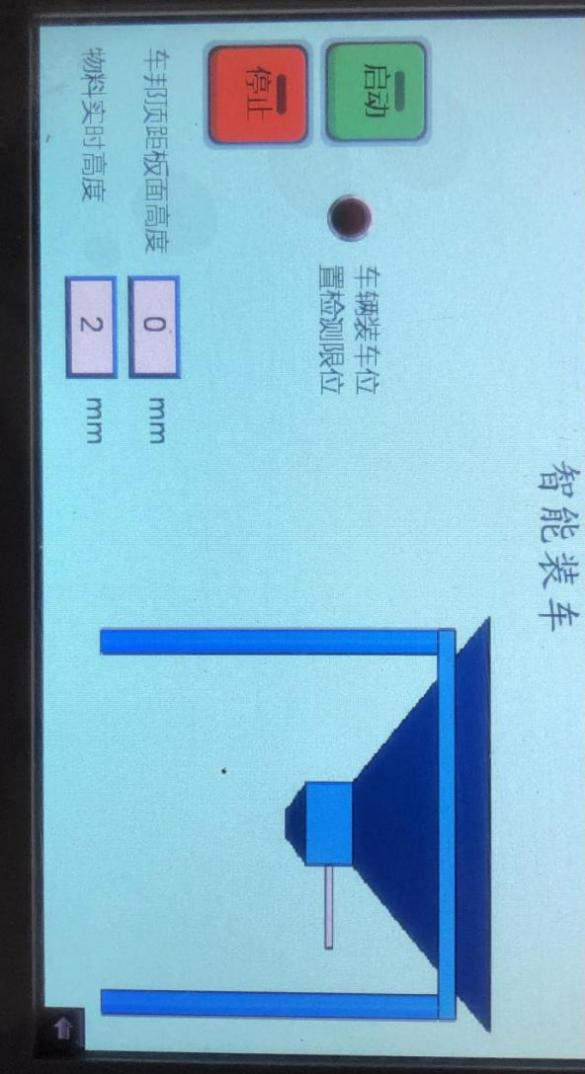 智能装车
启动
车辆装车位
置检测限位
停止
车邦顶距板面高度 0 mm
物料实时高度 2 mm